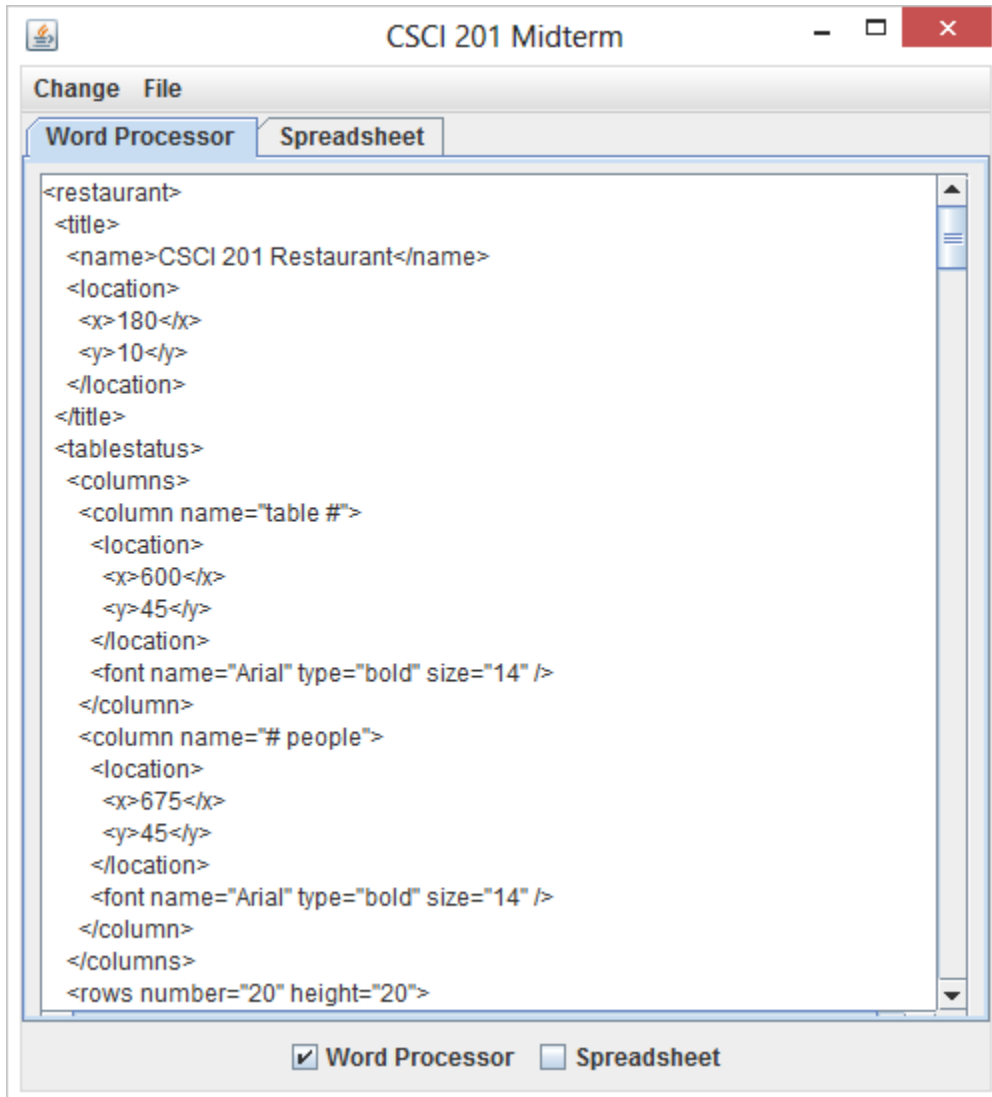 CSCI 201 Midterm
Change File
Word Processor Spreadsheet
<restaurant>
 <title>
  <name>CSCI 201 Restaurant</name>
  <location>
   <x>180</x>
   <y>10</y>
  </location>
 </title>
 <tablestatus>
  <columns>
   <column name="table #">
    <location>
     <x>600</x>
     <y>45</y>
    </location>
    <font name="Arial" type="bold" size="14" />
   </column>
   <column name="# people">
    <location>
     <x>675</x>
     <y>45</y>
    </location>
    <font name="Arial" type="bold" size="14" />
   </column>
  </columns>
  <rows number="20" height="20">
Word Processor Spreadsheet